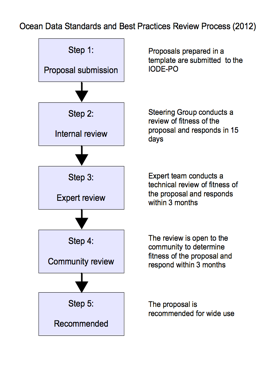 Ocean Data Standards and Best Practices Review Process (2012)
Step 1:
Proposal submission
Proposals prepared in a
template are submitted to the
IODE-PO
Step 2:
Internal review
Steering Group conducts a
review of fitness of the
proposal and responds in 15
days
Step 3:
Expert review
Expert team conducts a
technical review of fitness of
the proposal and responds
within 3 months
Step 4:
Community review
The review is open to the
community to determine
fitness of the proposal and
respond within 3 months
Step 5:
Recommended
The proposal is
recommended for wide use